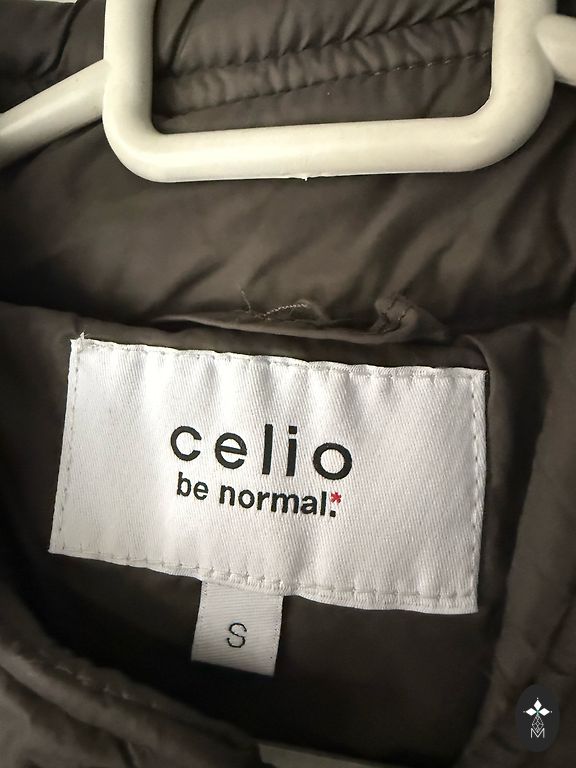 celio
be normal.*
S
M